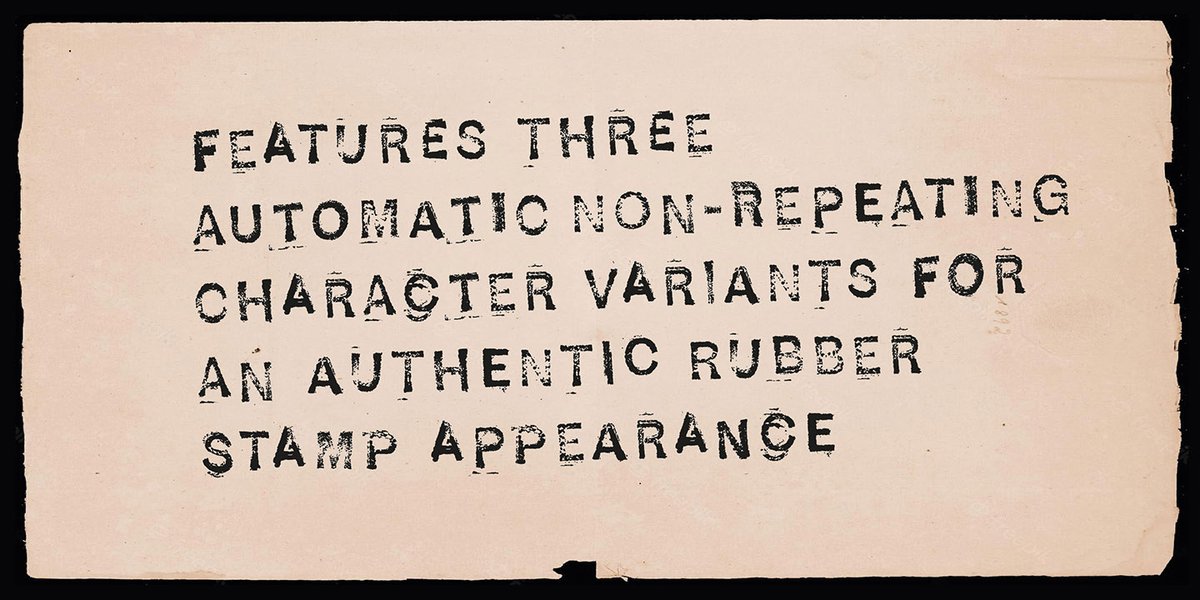 FEATURES THREE
AUTOMATIC NON-REPEATING
CHARACTER VARIANTS FOR
AN AUTHENTIC RUBBER
STAMP APPEARANCE